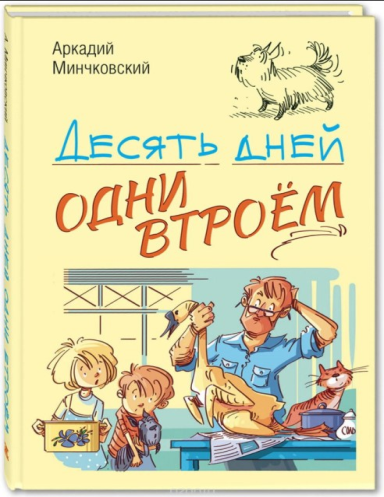 Аркадий
Минчковский
Десять дней
одни
втроём